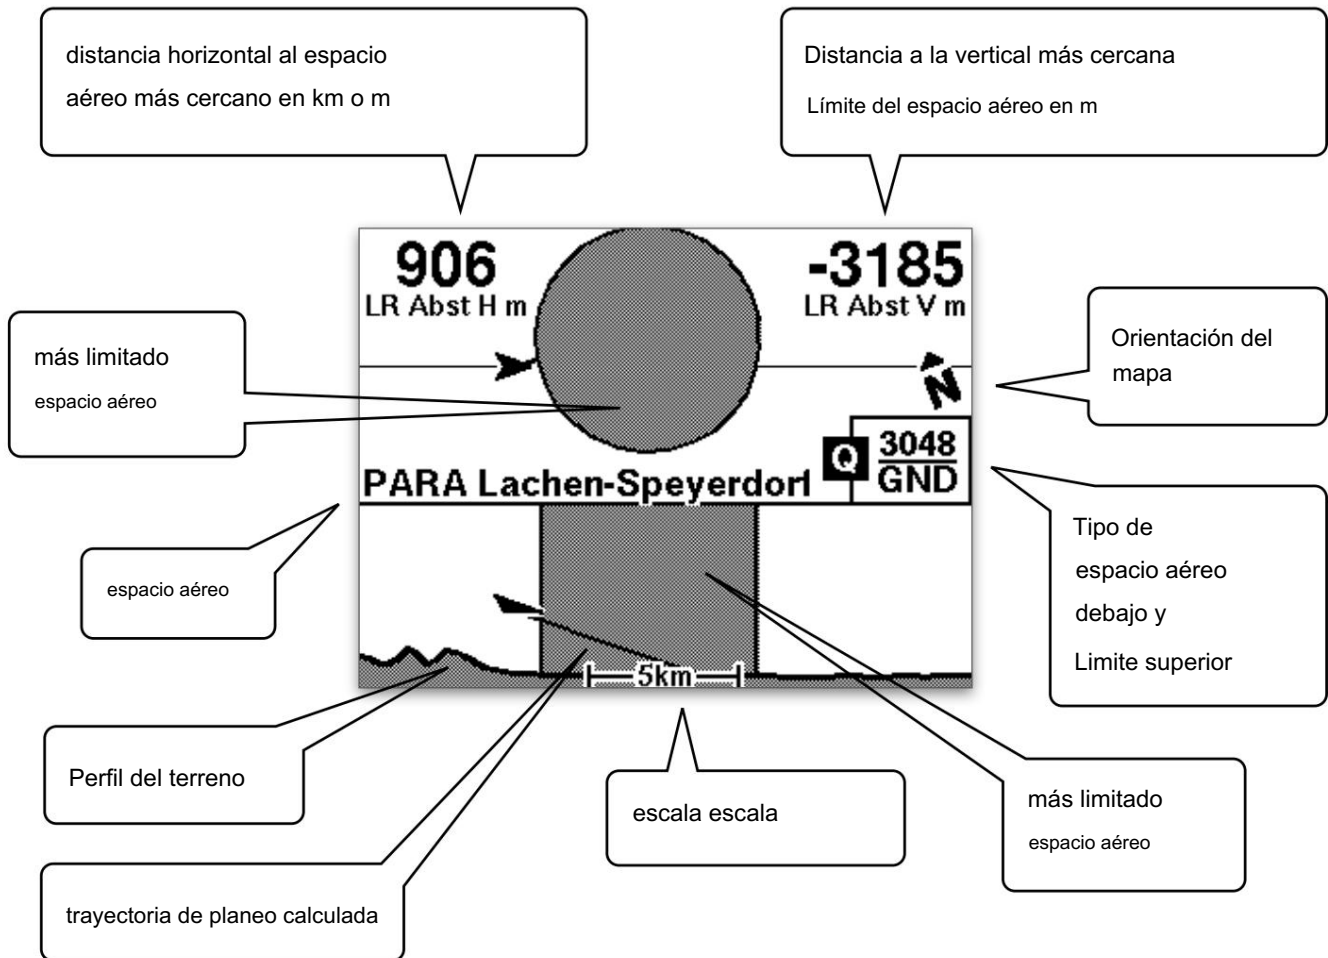 distancia horizontal al espacio
aéreo más cercano en km o m
Distancia a la vertical más cercana
Límite del espacio aéreo en m
906
LR Abst H m
-3185
LR Abst V m
más limitado
espacio aéreo
Orientación del
mapa
N
Q
3048
GND
PARA Lachen-Speyerdorf
espacio aéreo
Tipo de
espacio aéreo
debajo y
Limite superior
5km
Perfil del terreno
escala escala
más limitado
espacio aéreo
trayectoria de planeo calculada